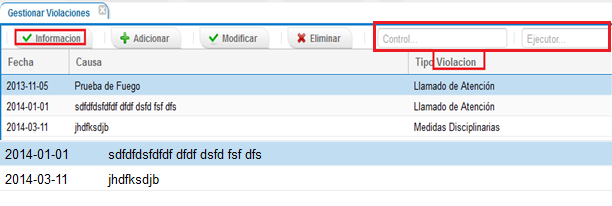 Gestionar Violaciones
Informacion Adicionar Modificar Eliminar Control... Ejecutor...
Fecha Causa Tipo Violacion
2013-11-05 Prueba de Fuego Llamado de Atención
2014-01-01 sdfdfdsfdfdf dfdf dsfd fsf dfs Llamado de Atención
2014-03-11 jhdfksdjb Medidas Disciplinarias
2014-01-01 sdfdfdsfdfdf dfdf dsfd fsf dfs
2014-03-11 jhdfksdjb